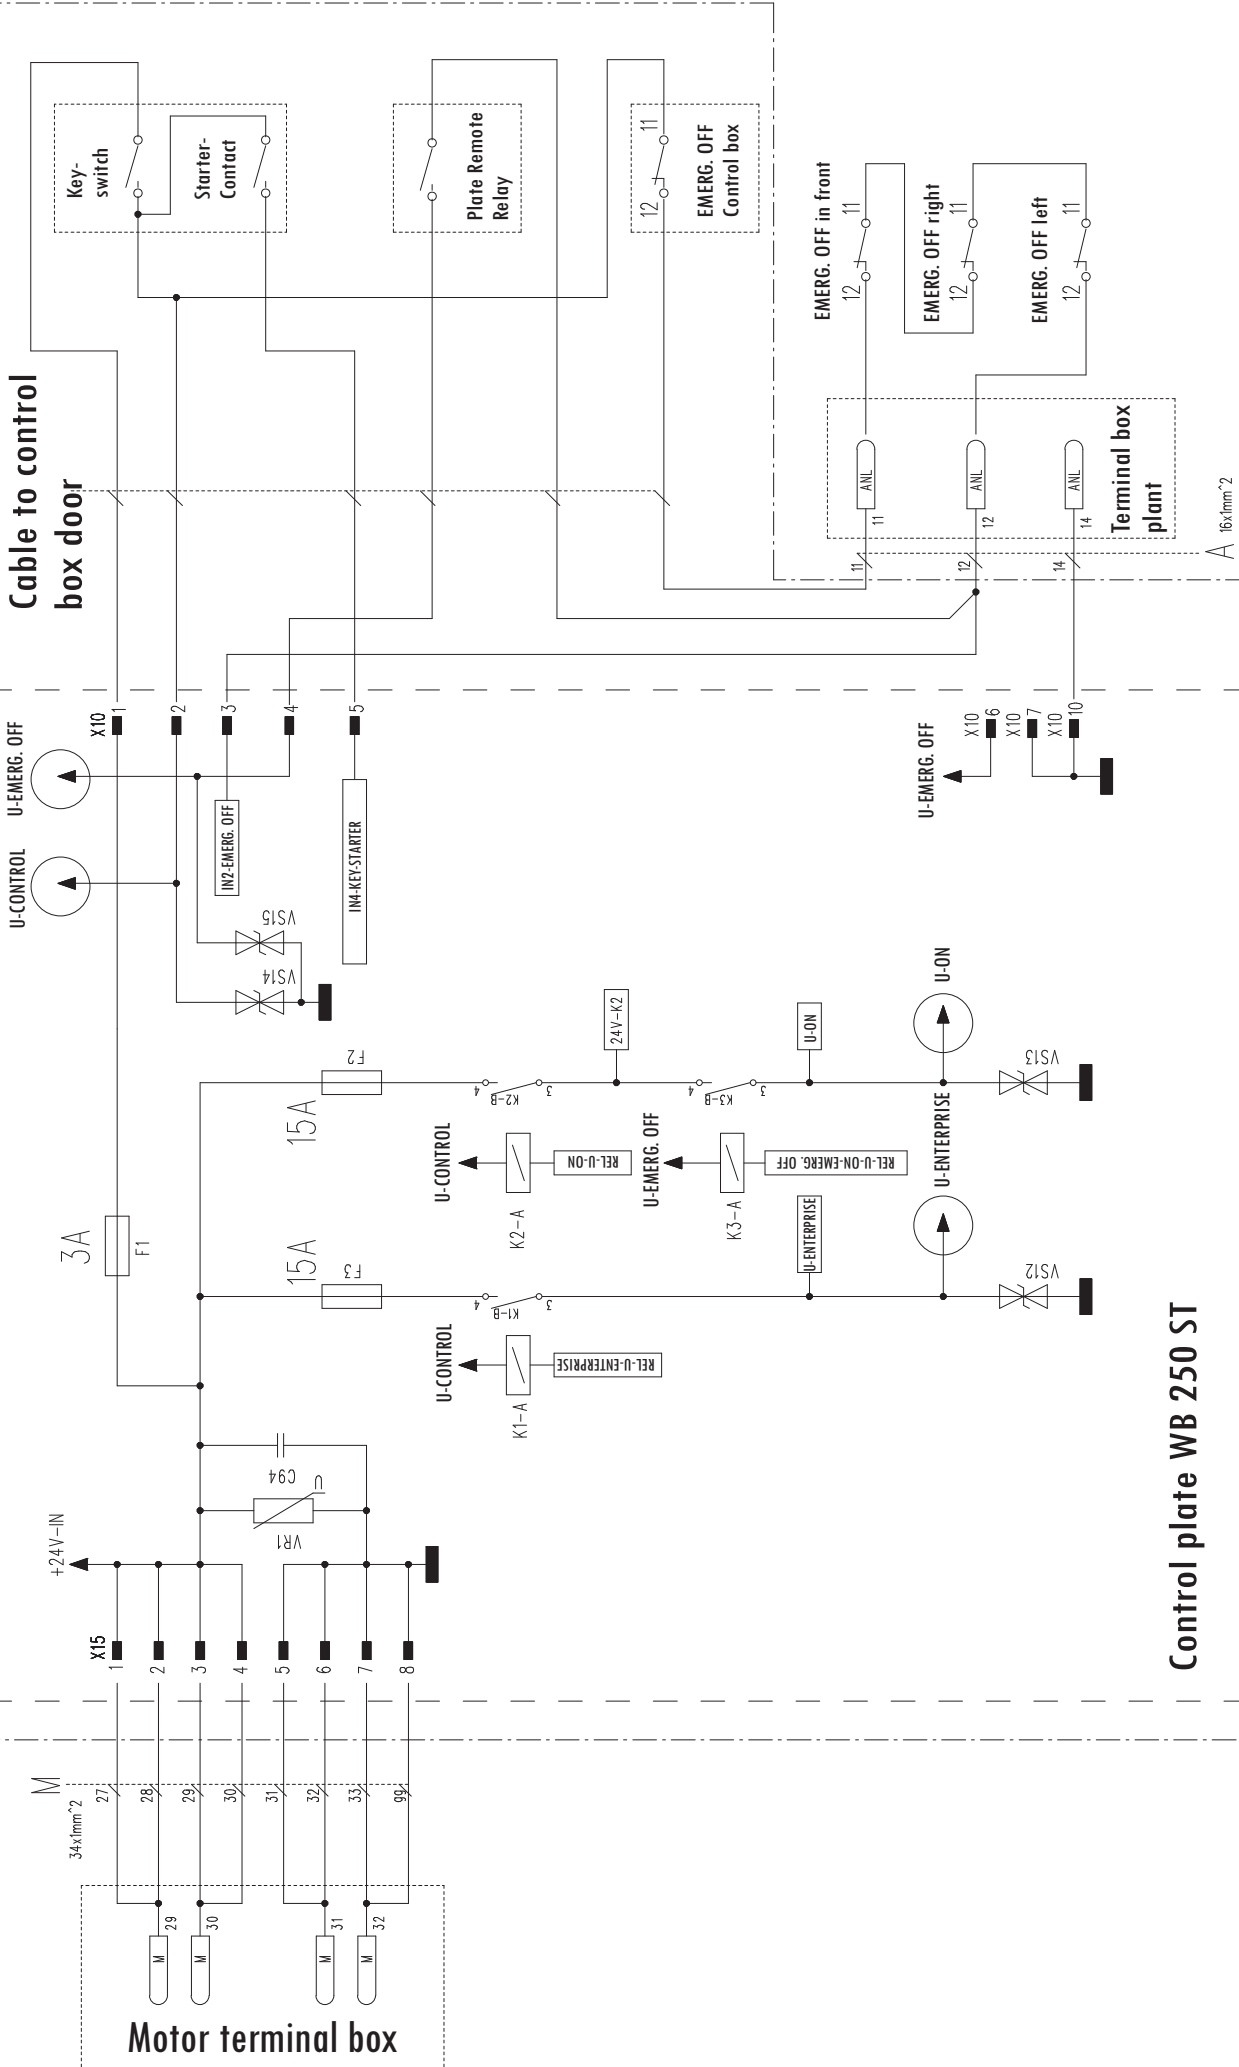 Motor terminal box
M
29
M
30
M
31
M
32
M
34x1mm^2
27
28
29
30
31
32
33
99
X15
1
2
3
4
5
6
7
8
+24V-IN
VR1
U
C94
3A
F1
15A
F3
15A
F2
U-CONTROL
K1-A
REL-U-ENTERPRISE
4
K1-B
3
U-CONTROL
K2-A
REL-U-ON
4
K2-B
3
24V-K2
U-EMERG. OFF
K3-A
REL-U-ON-EMERG. OFF
4
K3-B
3
U-ENTERPRISE
U-ENTERPRISE
VS12
U-ON
U-ON
VS13
Control plate WB 250 ST
U-CONTROL
U-EMERG. OFF
VS14
VS15
IN2-EMERG. OFF
IN4-KEY-STARTER
X10
1
2
3
4
5
U-EMERG. OFF
X10
6
X10
7
X10
10
Cable to control
box door
Key-
switch
Starter-
Contact
Plate Remote
Relay
12
11
EMERG. OFF
Control box
EMERG. OFF in front
12
11
EMERG. OFF right
12
11
EMERG. OFF left
12
11
11
ANL
11
12
ANL
12
14
ANL
14
Terminal box
plant
A
16x1mm^2